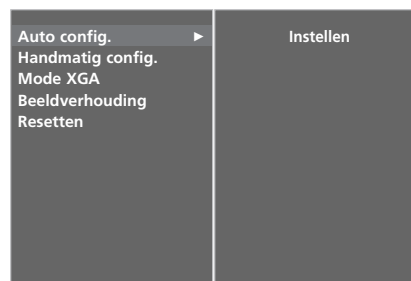 Auto config. ► Instellen
Handmatig config.
Mode XGA
Beeldverhouding
Resetten